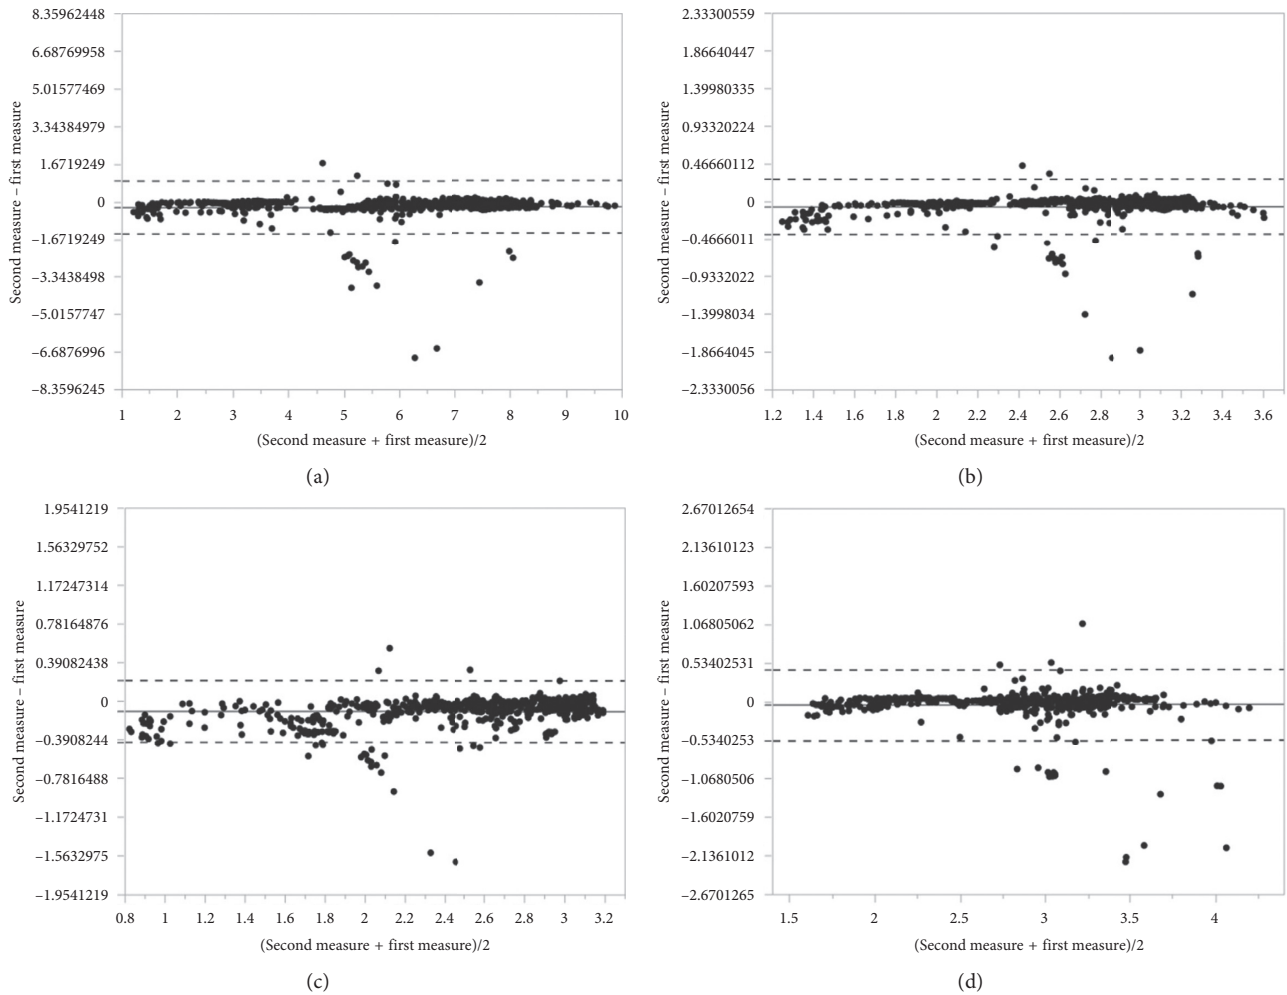 8.35962448
6.68769958
5.01577469
3.34384979
1.6719249
0
−1.6719249
−3.3438498
−5.0157747
−6.6876996
−8.3596245
Second measure – first measure
1 2 3 4 5 6 7 8 9 10
(Second measure + first measure)/2
(a)
2.33300559
1.86640447
1.39980335
0.93320224
0.46660112
0
−0.4666011
−0.9332022
−1.3998034
−1.8664045
−2.3330056
Second measure – first measure
1.2 1.4 1.6 1.8 2 2.2 2.4 2.6 2.8 3 3.2 3.4 3.6
(Second measure + first measure)/2
(b)
1.9541219
1.56329752
1.17247314
0.78164876
0.39082438
0
−0.3908244
−0.7816488
−1.1724731
−1.5632975
−1.9541219
Second measure – first measure
0.8 1 1.2 1.4 1.6 1.8 2 2.2 2.4 2.6 2.8 3 3.2
(Second measure + first measure)/2
(c)
2.67012654
2.13610123
1.60207593
1.06805062
0.53402531
0
−0.5340253
−1.0680506
−1.6020759
−2.1361012
−2.6701265
Second measure – first measure
1.5 2 2.5 3 3.5 4
(Second measure + first measure)/2
(d)